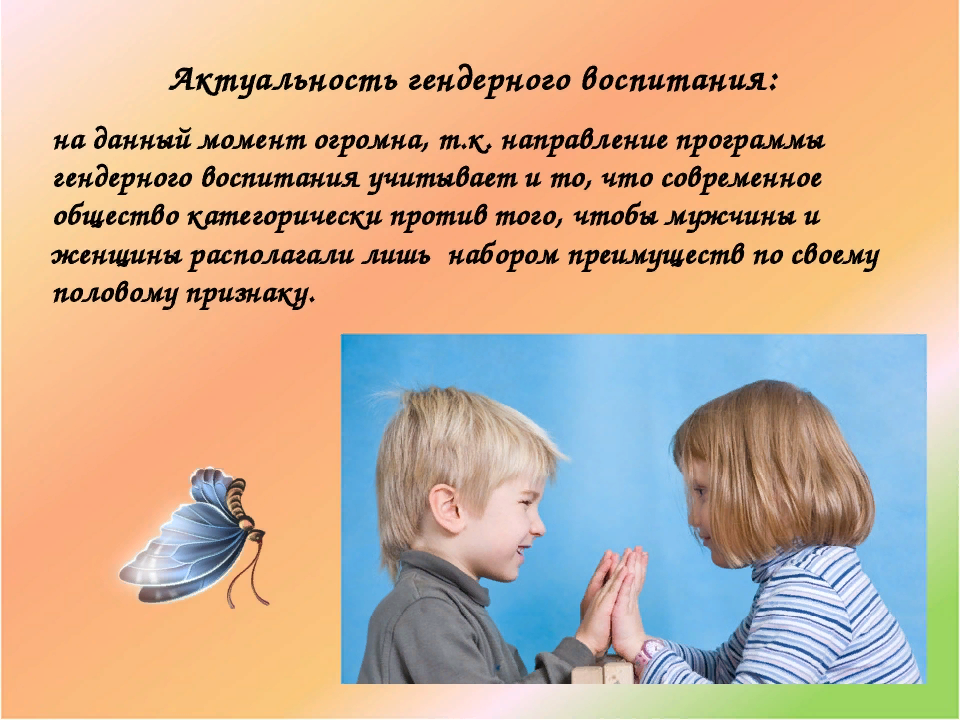 Актуальность гендерного воспитания:
на данный момент огромна, т.к. направление программы
гендерного воспитания учитывает и то, что современное
общество категорически против того, чтобы мужчины и
женщины располагали лишь набором преимуществ по своему
половому признаку.